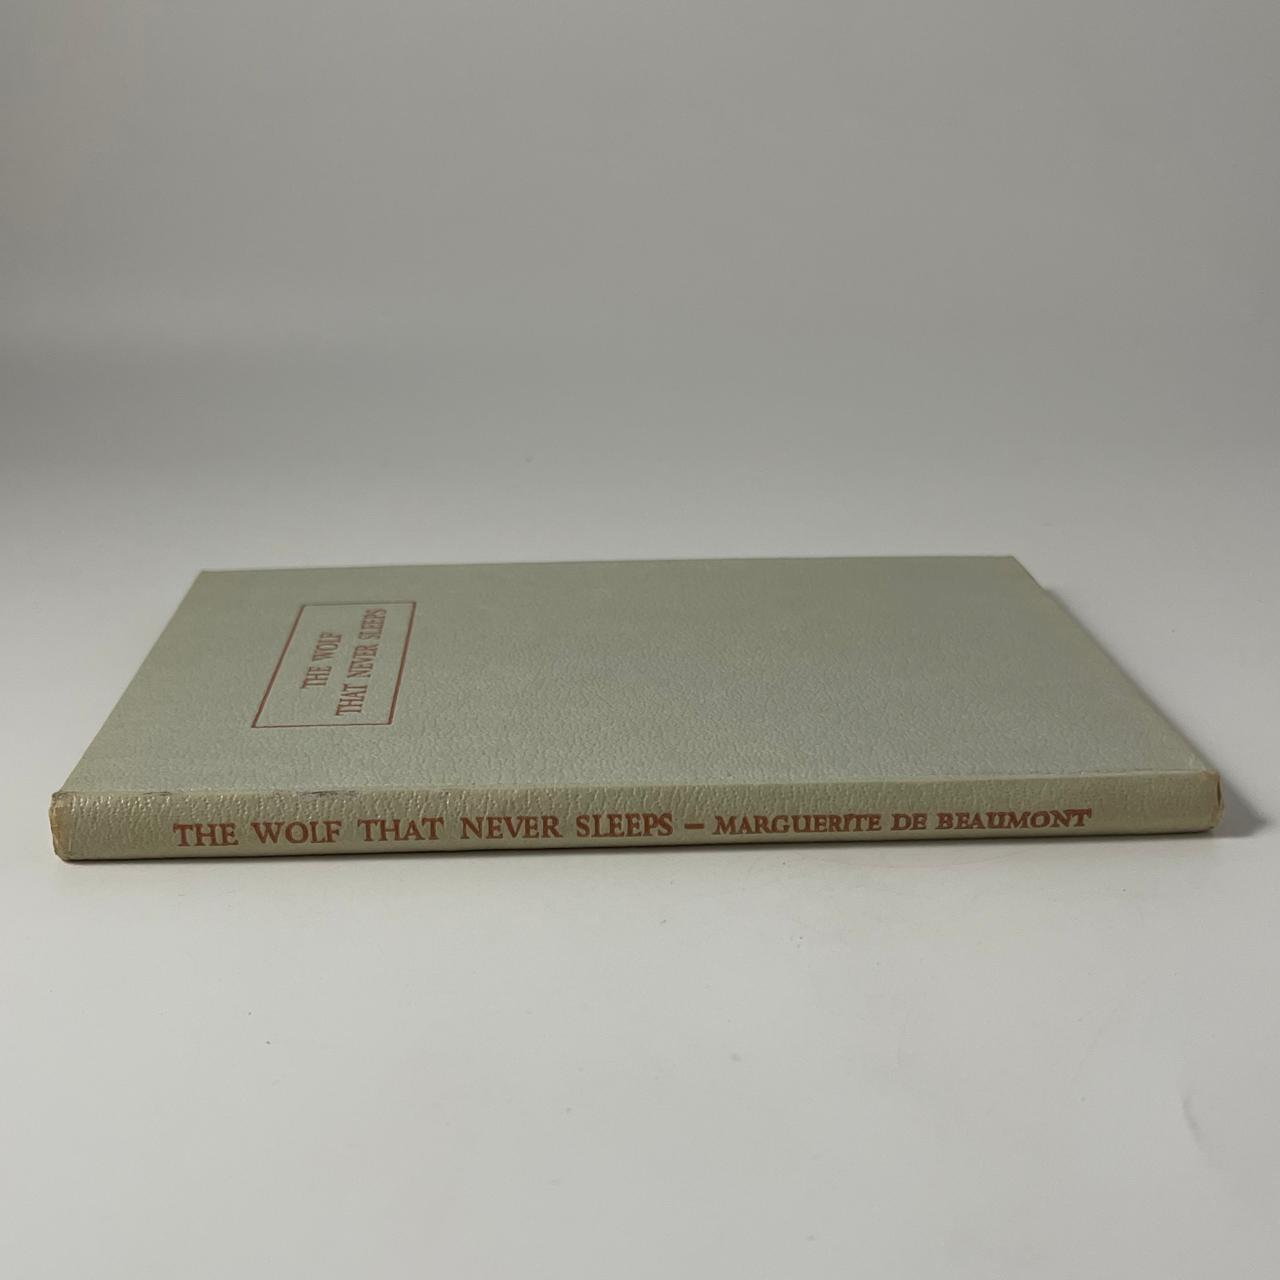 THE WOLF
THAT NEVER SLEEPS
THE WOLF THAT NEVER SLEEPS – MARGUERITE DE BEAUMONT